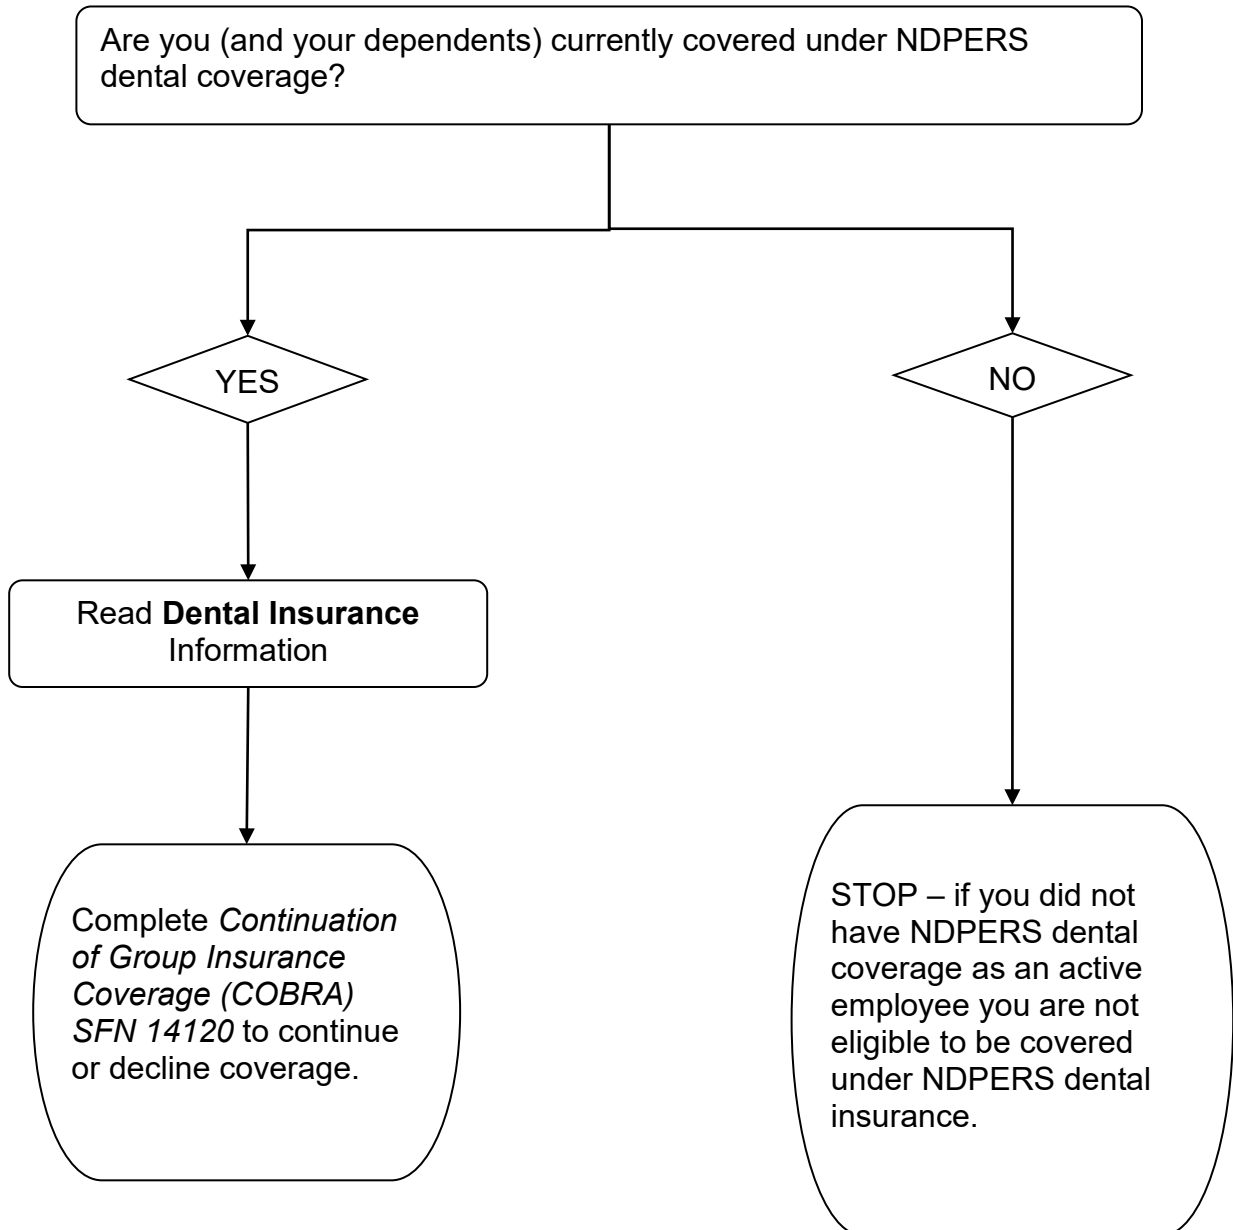 Are you (and your dependents) currently covered under NDPERS
dental coverage?
YES
NO
Read Dental Insurance
Information
Complete Continuation
of Group Insurance
Coverage (COBRA)
SFN 14120 to continue
or decline coverage.
STOP – if you did not
have NDPERS dental
coverage as an active
employee you are not
eligible to be covered
under NDPERS dental
insurance.